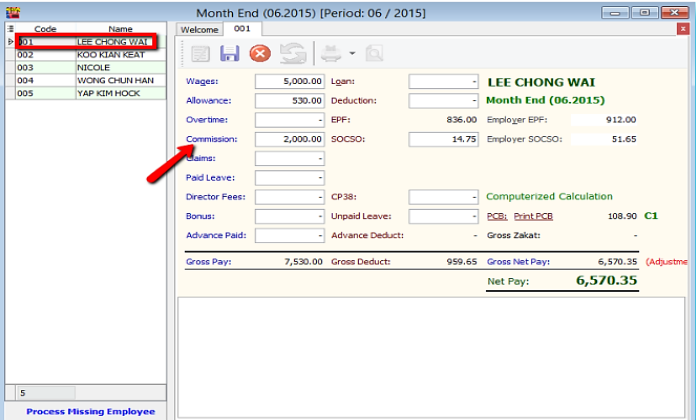 Month End (06.2015) [Period: 06 / 2015]
Code Name
001 LEE CHONG WAI
002 KOO KIAN KEAT
003 NICOLE
004 WONG CHUN HAN
005 YAP KIM HOCK
5
Process Missing Employee
Welcome 001
Wages: 5,000.00 Loan: - LEE CHONG WAI
Allowance: 530.00 Deduction: - Month End (06.2015)
Overtime: - EPF: 836.00 Employer EPF: 912.00
Commission: 2,000.00 SOCSO: 14.75 Employer SOCSO: 51.65
Claims: -
Paid Leave: -
Director Fees: - CP38: - Computerized Calculation
Bonus: - Unpaid Leave: - PCB: Print PCB 108.90 C1
Advance Paid: - Advance Deduct: - Gross Zakat: -
Gross Pay: 7,530.00 Gross Deduct: 959.65 Gross Net Pay: 6,570.35 (Adjustme
Net Pay: 6,570.35